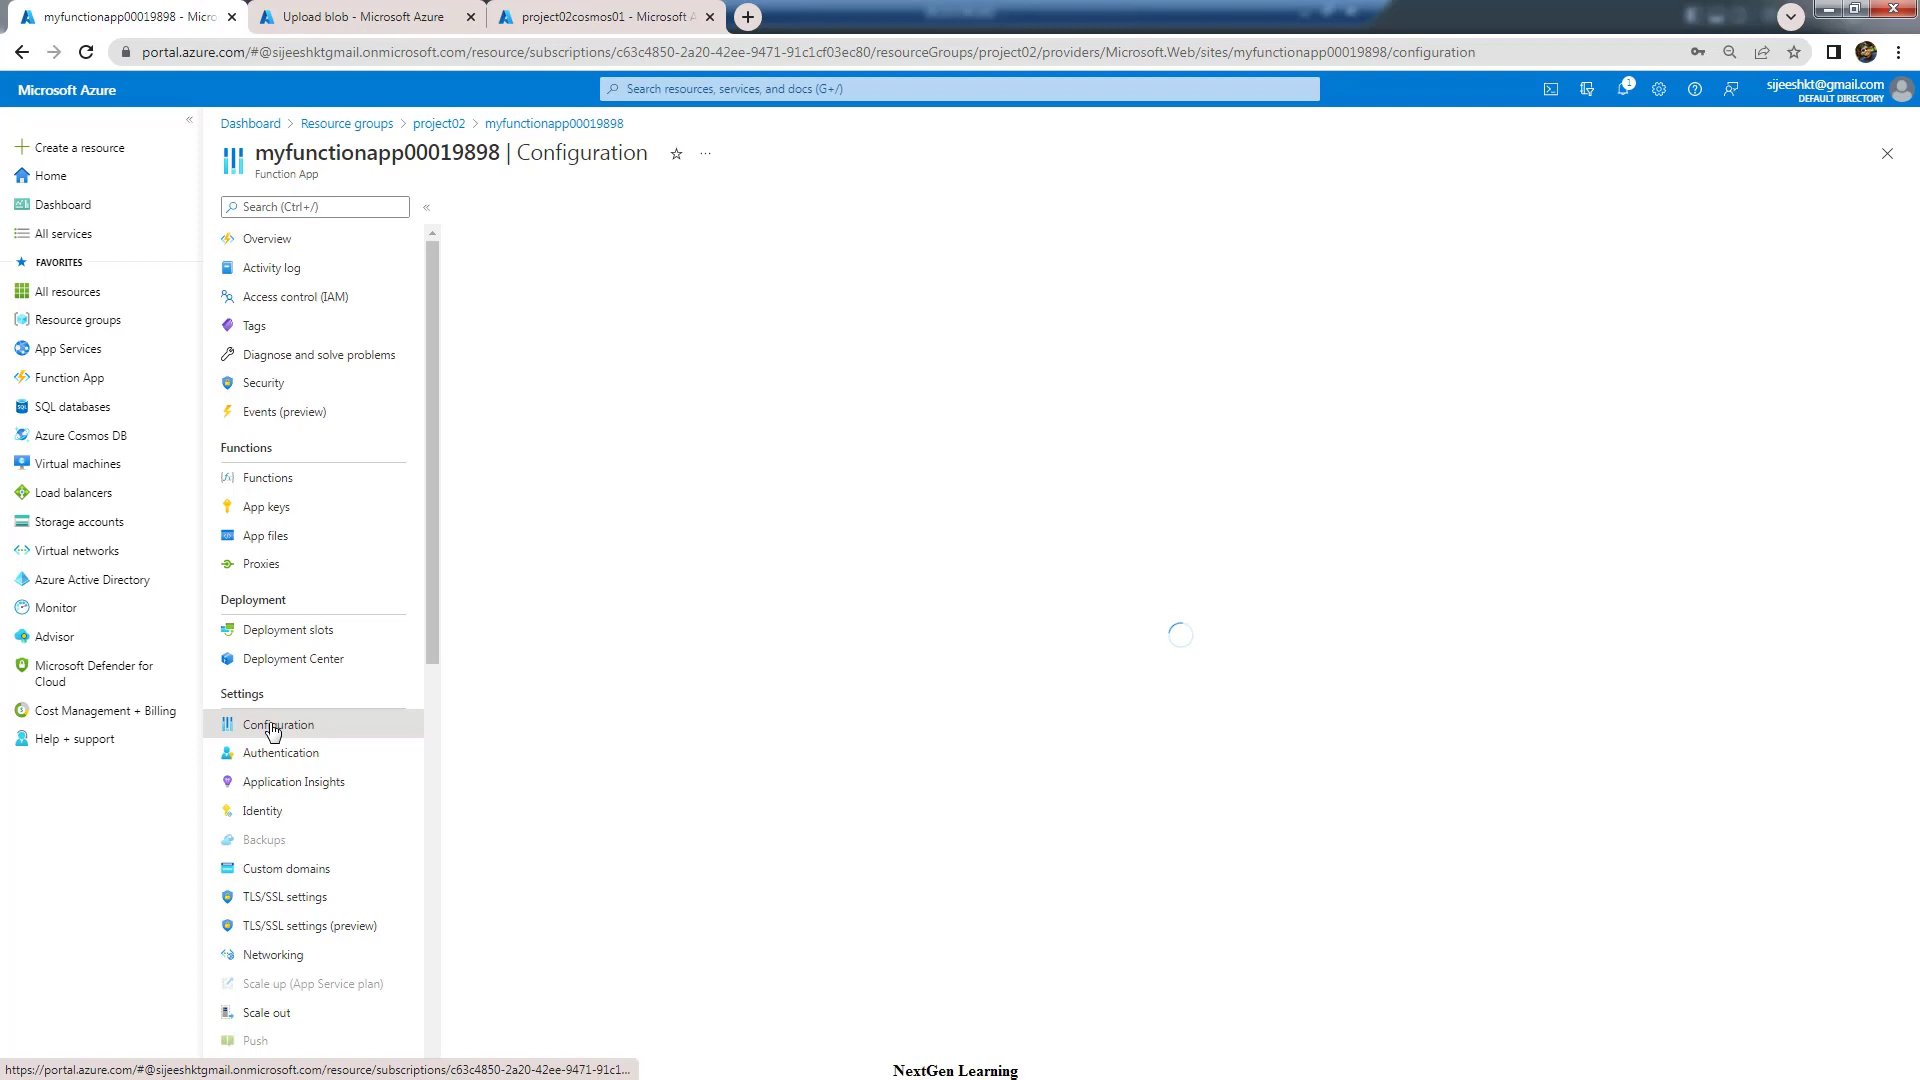 myfunctionapp00019898 - Micro
Upload blob - Microsoft Azure
project02cosmos01 - Microsoft A
portal.azure.com/#@sijeeshktgmail.onmicrosoft.com/resource/subscriptions/c63c4850-2a20-42ee-9471-91c1cf03ec80/resourceGroups/project02/providers/Microsoft.Web/sites/myfunctionapp00019898/configuration
Microsoft Azure
Search resources, services, and docs (G+/)
1
sijeeshkt@gmail.com
DEFAULT DIRECTORY
Create a resource
Home
Dashboard
All services
FAVORITES
All resources
Resource groups
App Services
Function App
SQL databases
Azure Cosmos DB
Virtual machines
Load balancers
Storage accounts
Virtual networks
Azure Active Directory
Monitor
Advisor
Microsoft Defender for
Cloud
Cost Management + Billing
Help + support
Dashboard > Resource groups > project02 > myfunctionapp00019898
myfunctionapp00019898 | Configuration
Function App
Search (Ctrl+/)
Overview
Activity log
Access control (IAM)
Tags
Diagnose and solve problems
Security
Events (preview)
Functions
Functions
App keys
App files
Proxies
Deployment
Deployment slots
Deployment Center
Settings
Configuration
Authentication
Application Insights
Identity
Backups
Custom domains
TLS/SSL settings
TLS/SSL settings (preview)
Networking
Scale up (App Service plan)
Scale out
Push
https://portal.azure.com/#@sijeeshktgmail.onmicrosoft.com/resource/subscriptions/c63c4850-2a20-42ee-9471-91c1...
NextGen Learning